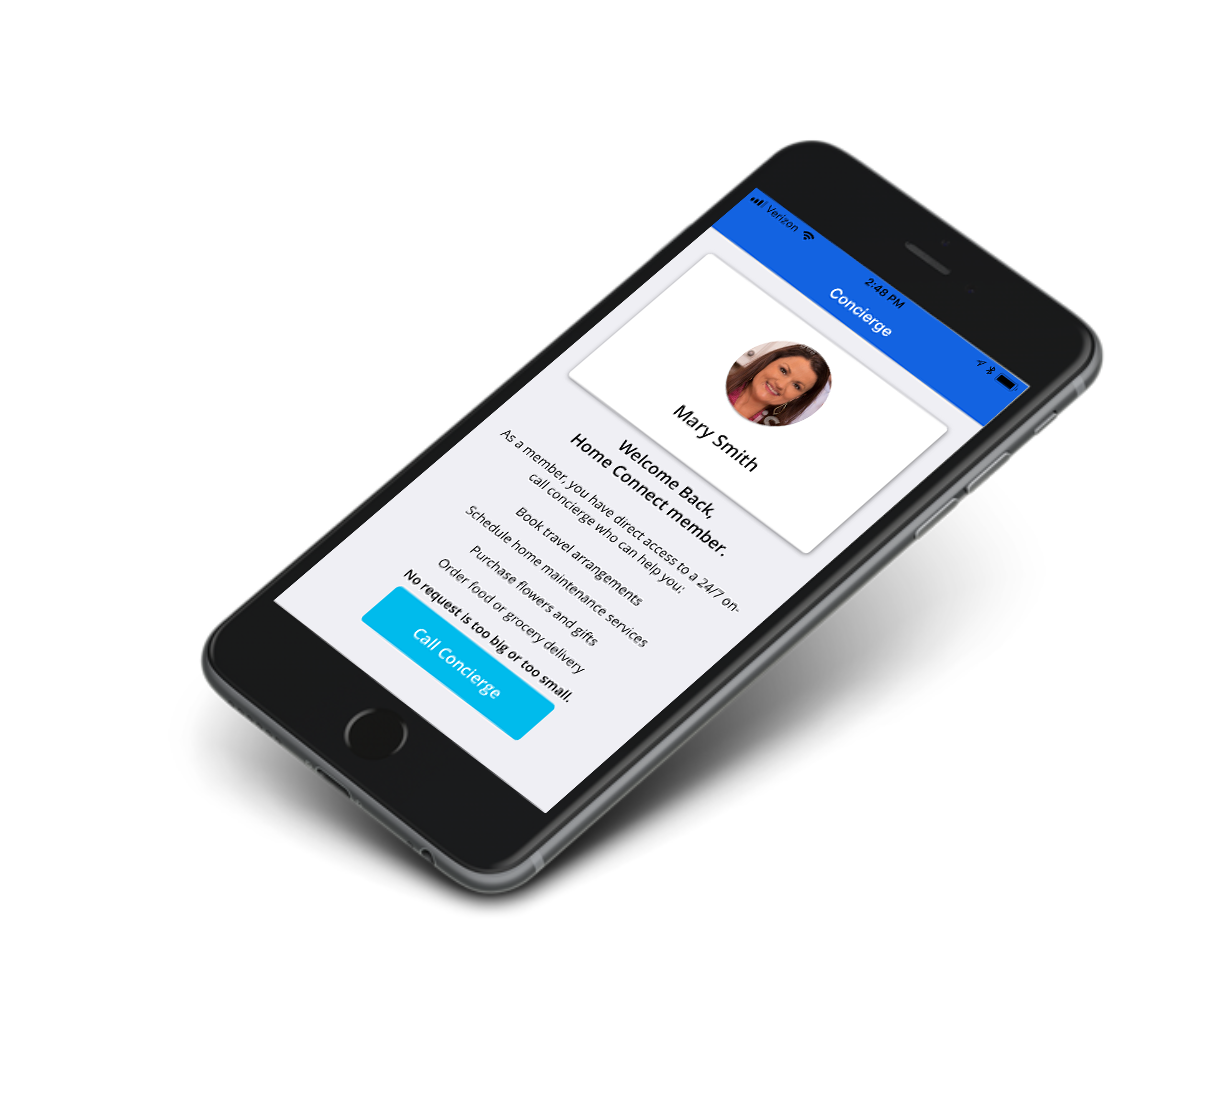 Verizon
2:48 PM
Concierge
Mary Smith
Welcome Back,
Home Connect member.
As a member, you have direct access to a 24/7 on-
call concierge who can help you:
Book travel arrangements
Schedule home maintenance services
Purchase flowers and gifts
Order food or grocery delivery
No request is too big or too small.
Call Concierge